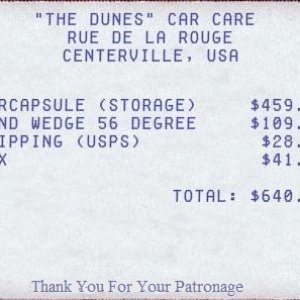 "THE DUNES" CAR CARE
RUE DE LA ROUGE
CENTERVILLE, USA
RCAPSULE (STORAGE) $459.
ND WEDGE 56 DEGREE $109.
IPPING (USPS) $28.
X $41.
TOTAL: $640.
Thank You For Your Patronage